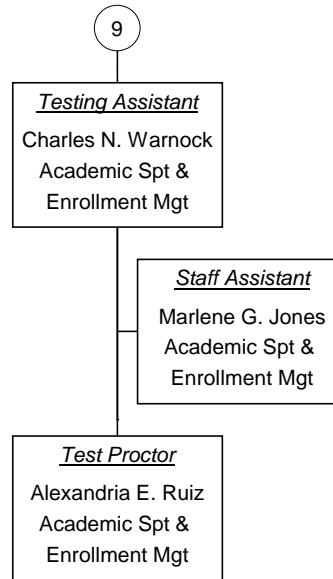 9
Testing Assistant
Charles N. Warnock
Academic Spt &
Enrollment Mgt
Staff Assistant
Marlene G. Jones
Academic Spt &
Enrollment Mgt
Test Proctor
Alexandria E. Ruiz
Academic Spt &
Enrollment Mgt